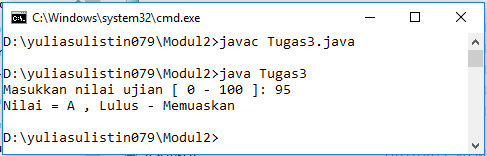 C:\Windows\system32\cmd.exe
D:\yuliasulistin079\Modul2>javac Tugas3.java
D:\yuliasulistin079\Modul2>java Tugas3
Masukkan nilai ujian [ 0 - 100 ]: 95
Nilai = A , Lulus - Memuaskan
D:\yuliasulistin079\Modul2>